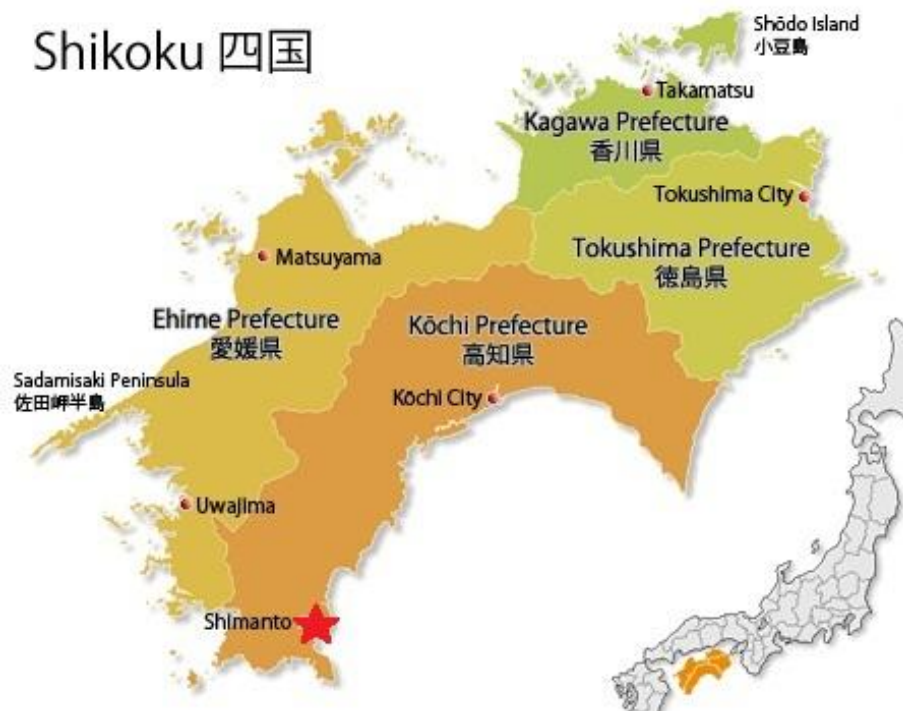 Shikoku 四国
Shōdo Island
小豆島
Takamatsu
Kagawa Prefecture
香川県
Tokushima City
Tokushima Prefecture
徳島県
Matsuyama
Ehime Prefecture
愛媛県
Kōchi Prefecture
高知県
Sadamisaki Peninsula
佐田岬半島
Kōchi City
Uwajima
Shimanto